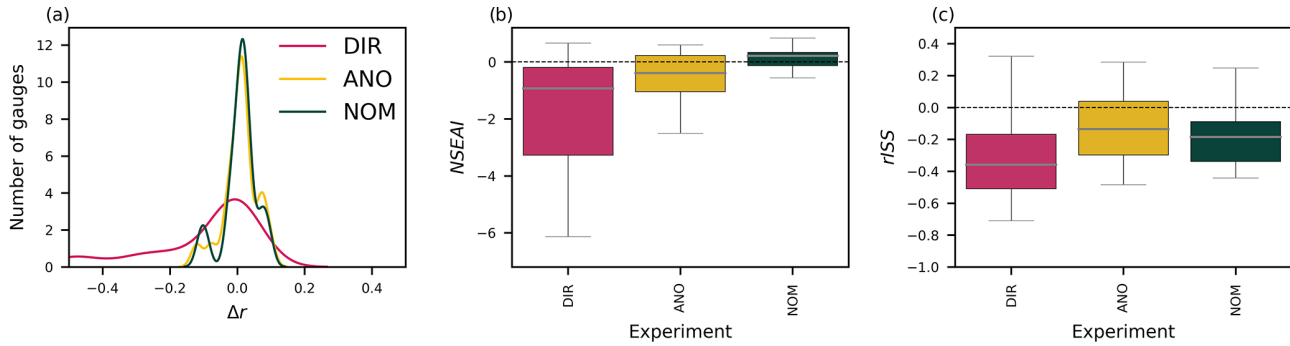 (a)
Number of gauges
12
10
8
6
4
2
0
DIR
ANO
NOM
−0.4 −0.2 0.0 0.2 0.4
Δr
(b)
NSEAI
0
−2
−4
−6
DIR ANO NOM
Experiment
(c)
rISS
0.4
0.2
0.0
−0.2
−0.4
−0.6
−0.8
−1.0
DIR ANO NOM
Experiment